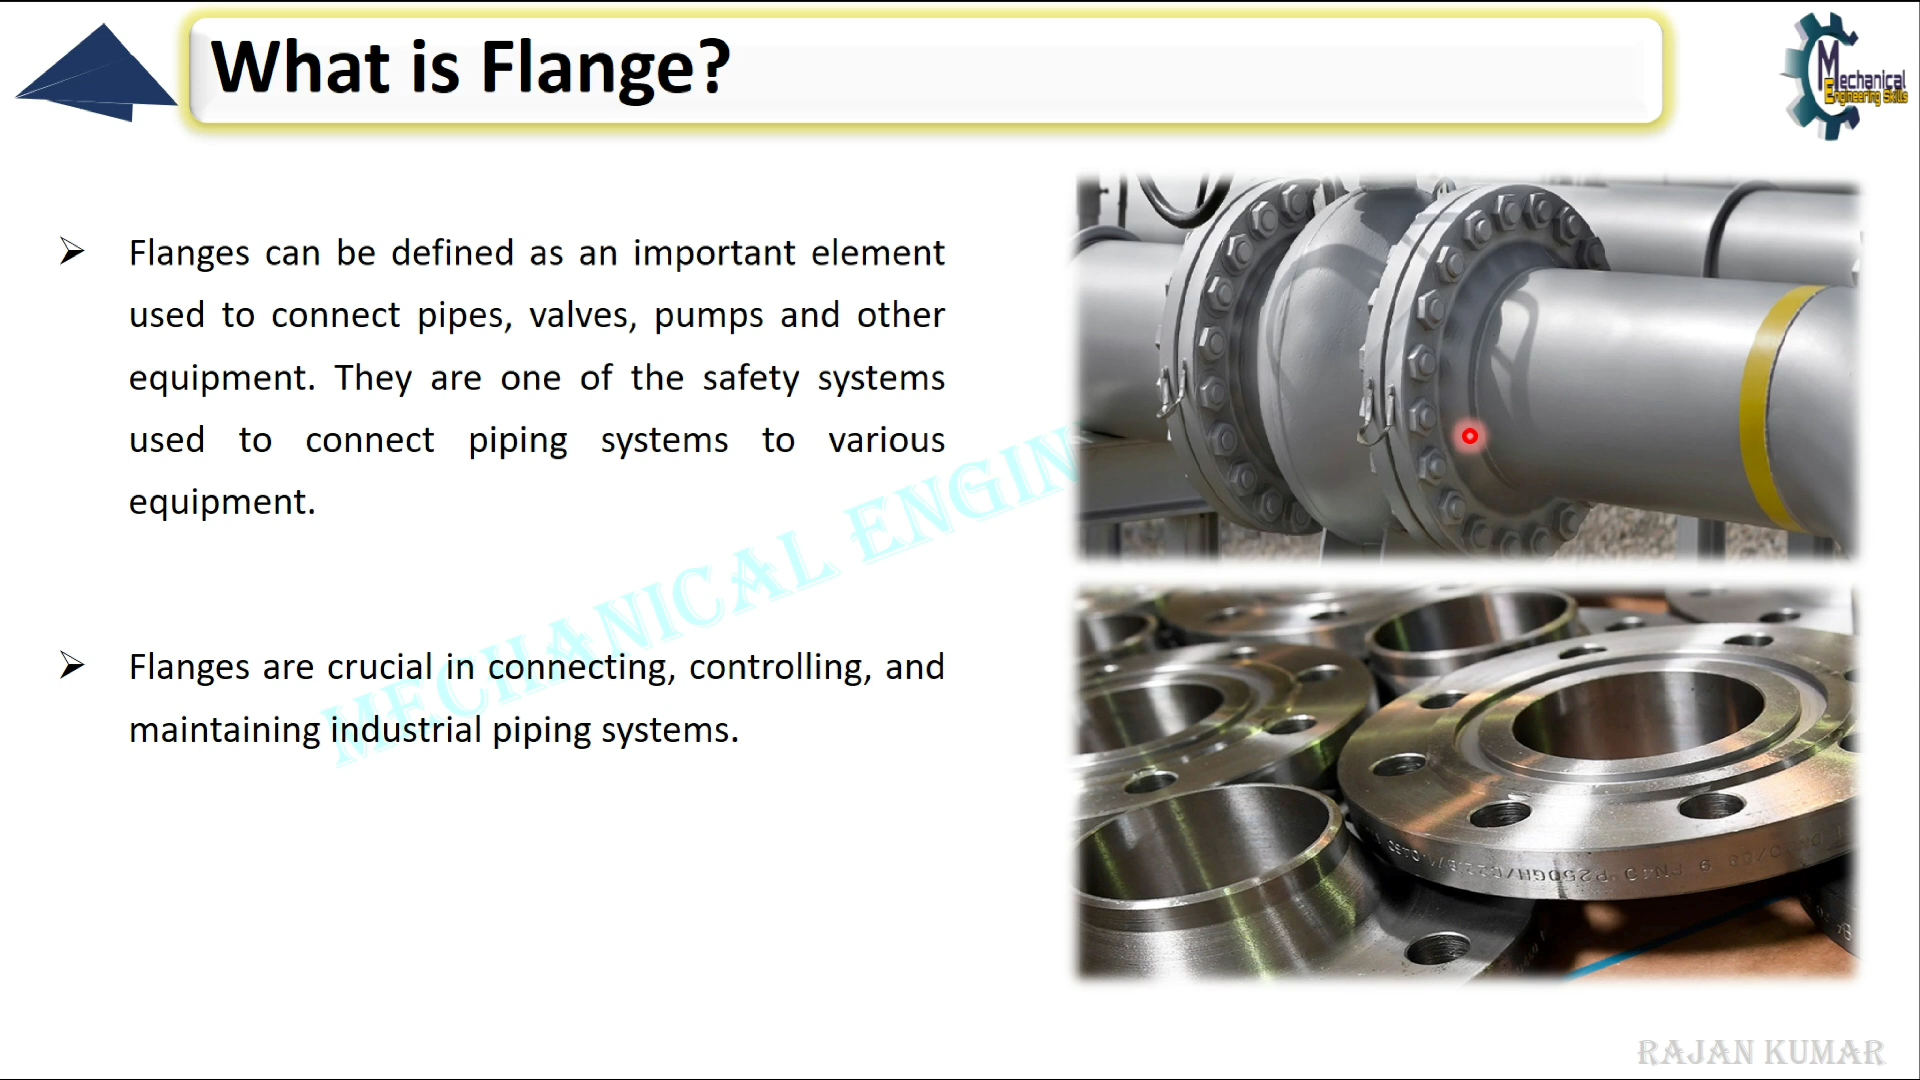 What is Flange?
Mechanical
Engineering Skills
Flanges can be defined as an important element
used to connect pipes, valves, pumps and other
equipment. They are one of the safety systems
used to connect piping systems to various
equipment.
MECHANICAL ENGIN
Flanges are crucial in connecting, controlling, and
maintaining industrial piping systems.
RAJAN KUMAR